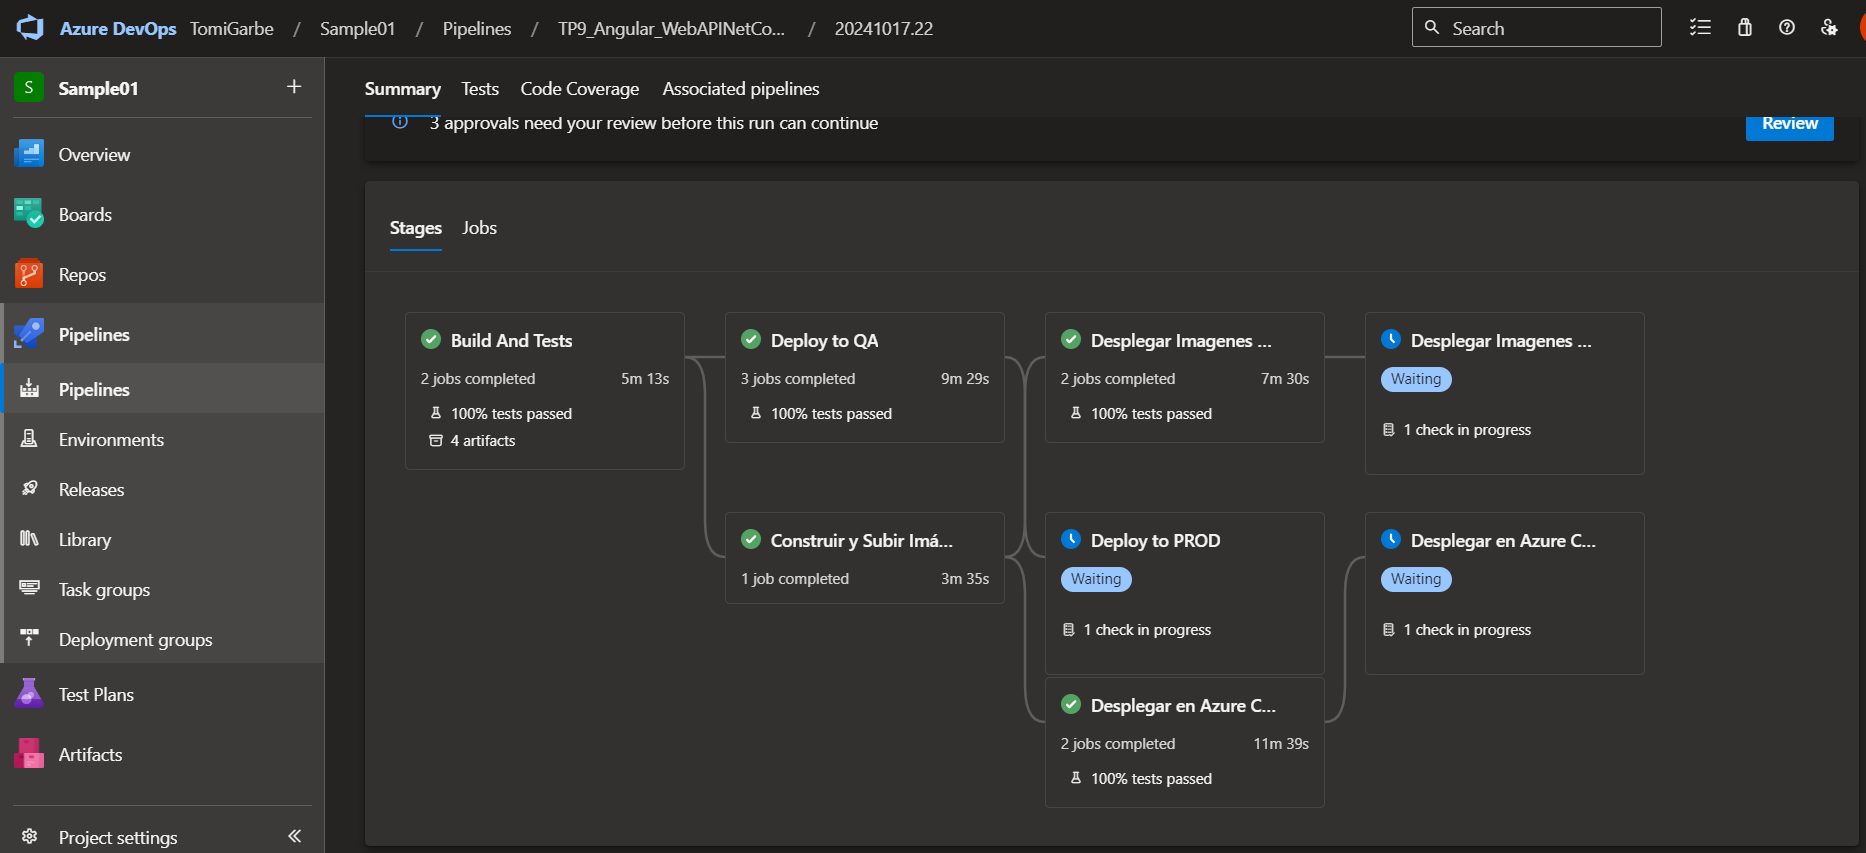 Azure DevOps TomiGarbe / Sample01 / Pipelines / TP9_Angular_WebAPINetCo... / 20241017.22
Search
S Sample01
Overview
Boards
Repos
Pipelines
Pipelines
Environments
Releases
Library
Task groups
Deployment groups
Test Plans
Artifacts
Project settings
Summary Tests Code Coverage Associated pipelines
3 approvals need your review before this run can continue
Review
Stages Jobs
Build And Tests
2 jobs completed 5m 13s
100% tests passed
4 artifacts
Deploy to QA
3 jobs completed 9m 29s
100% tests passed
Desplegar Imagenes ...
2 jobs completed 7m 30s
100% tests passed
Desplegar Imagenes ...
Waiting
1 check in progress
Construir y Subir Imá...
1 job completed 3m 35s
Deploy to PROD
Waiting
1 check in progress
Desplegar en Azure C...
Waiting
1 check in progress
Desplegar en Azure C...
2 jobs completed 11m 39s
100% tests passed